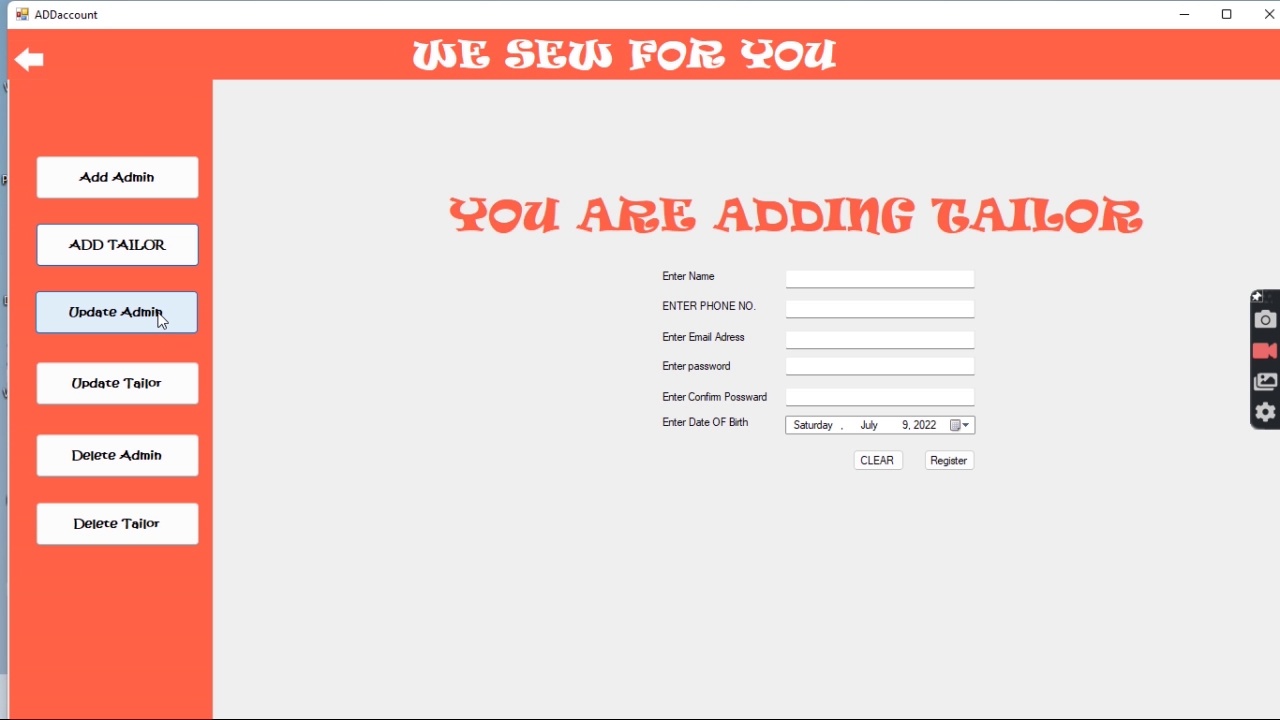 ADDaccount
WE SEW FOR YOU
Add Admin
ADD TAILOR
Update Admin
Update Tailor
Delete Admin
Delete Tailor
YOU ARE ADDING TAILOR
Enter Name
ENTER PHONE NO.
Enter Email Adress
Enter password
Enter Confirm Possward
Enter Date OF Birth
Saturday , July 9, 2022
CLEAR Register